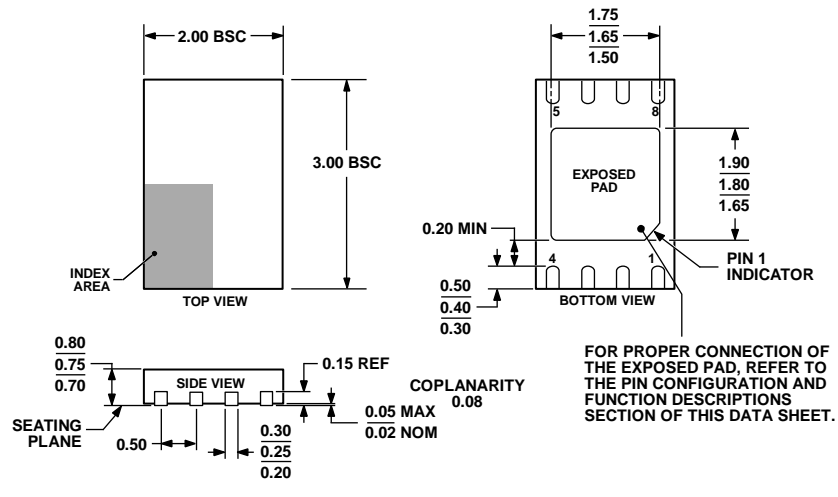 2.00 BSC
3.00 BSC
INDEX
AREA
TOP VIEW
1.75
1.65
1.50
5
8
EXPOSED
PAD
1.90
1.80
1.65
0.20 MIN
4
1
0.50
0.40
0.30
BOTTOM VIEW
PIN 1
INDICATOR
FOR PROPER CONNECTION OF
THE EXPOSED PAD, REFER TO
THE PIN CONFIGURATION AND
FUNCTION DESCRIPTIONS
SECTION OF THIS DATA SHEET.
0.80
0.75
0.70
SIDE VIEW
0.15 REF
COPLANARITY
0.08
SEATING
PLANE
0.50
0.30
0.25
0.20
0.05 MAX
0.02 NOM